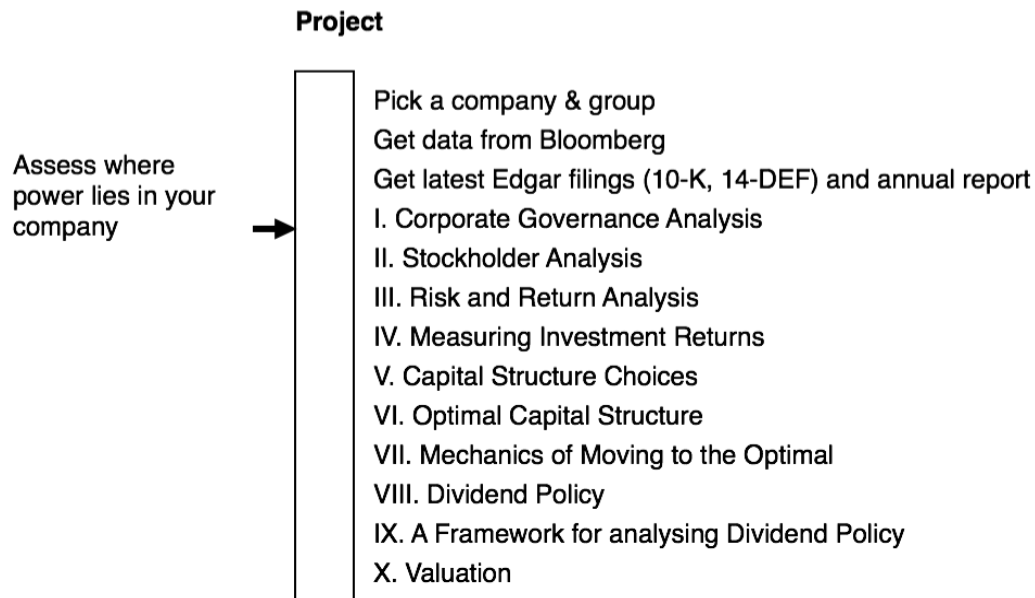 Project
Pick a company & group
Get data from Bloomberg
Assess where
power lies in your
company
Get latest Edgar filings (10-K, 14-DEF) and annual report
I. Corporate Governance Analysis
II. Stockholder Analysis
III. Risk and Return Analysis
IV. Measuring Investment Returns
V. Capital Structure Choices
VI. Optimal Capital Structure
VII. Mechanics of Moving to the Optimal
VIII. Dividend Policy
IX. A Framework for analysing Dividend Policy
X. Valuation